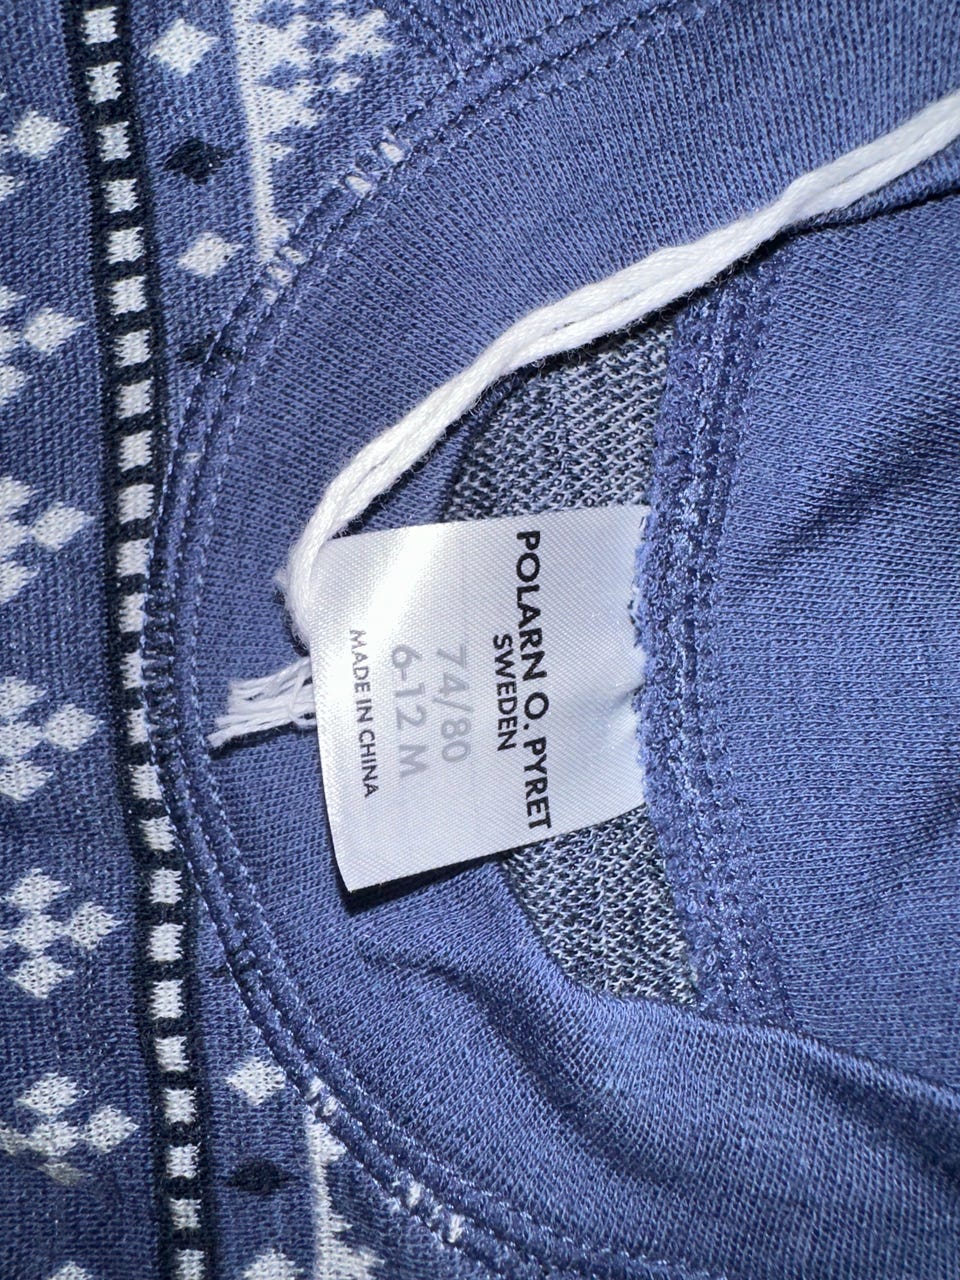 POLARN O. PYRET
SWEDEN
74/80
6-12 M
MADE IN CHINA